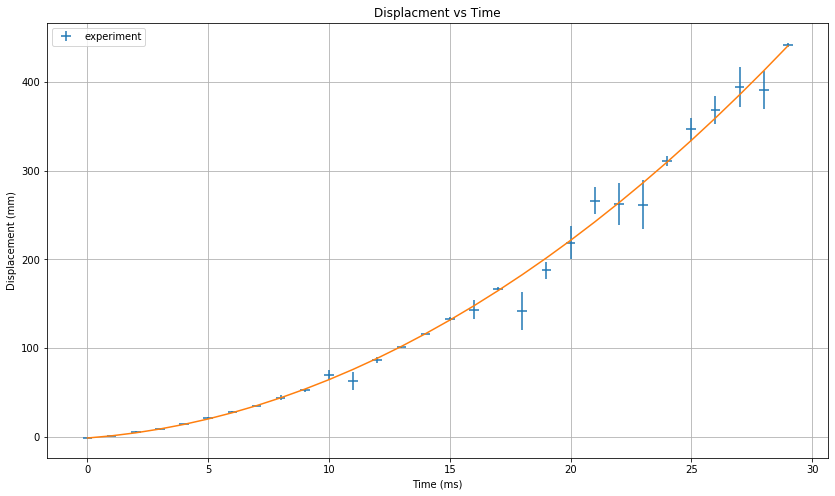 Displacment vs Time
experiment
Displacement (mm)
400
300
200
100
0
0 5 10 15 20 25 30
Time (ms)